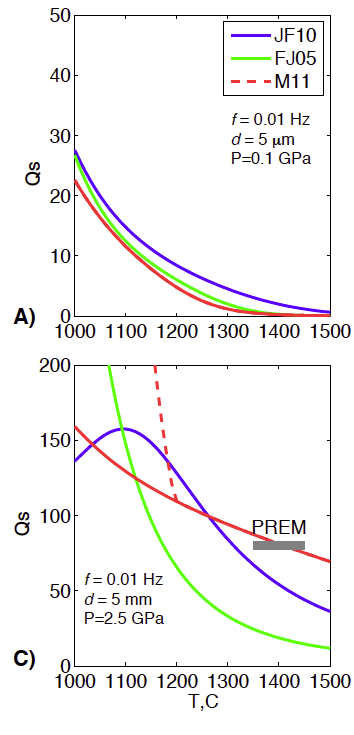 50
JF10
FJ05
M11
f = 0.01 Hz
d = 5 μm
P=0.1 GPa
30
20
10
0
Qs
A)
1000 1100 1200 1300 1400 1500
200
150
100
50
0
Qs
PREM
f = 0.01 Hz
d = 5 mm
P=2.5 GPa
C)
1000 1100 1200 1300 1400 1500
T,C